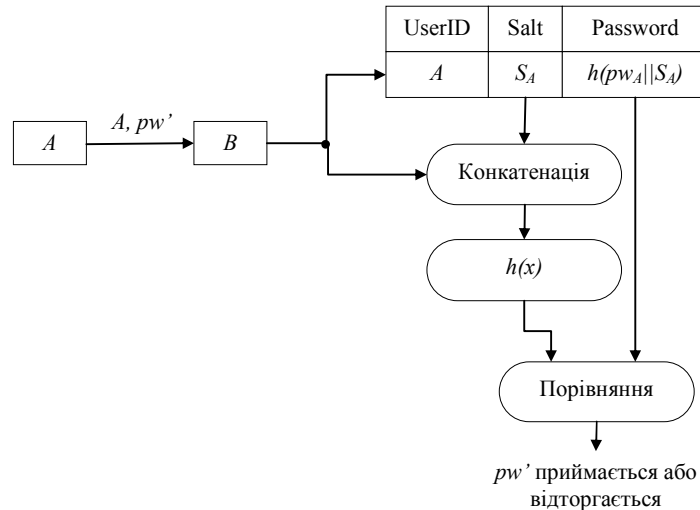 UserID Salt Password
A S_A h(pw_A||S_A)
A, pw’
A B
Конкатенація
h(x)
Порівняння
pw’ приймається або
відторгається